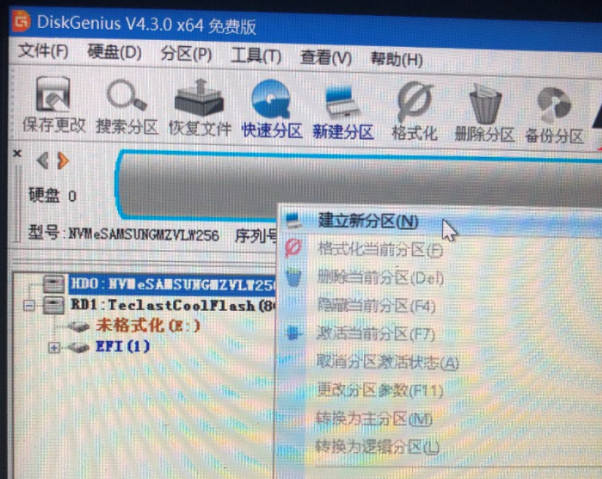 DiskGenius V4.3.0 x64 免费版
文件(F) 硬盘(D) 分区(P) 工具(T) 查看(V) 帮助(H)
保存更改 搜索分区 恢复文件 快速分区 新建分区 格式化 删除分区 备份分区
硬盘 0
型号:NVMeSAMSUNGMZVLW256 序列号
HD0:NVMeSAMSUNGMZVLW256
RD1:TeclastCoolFlash(8
未格式化(E:)
EFI(1)
建立新分区(N)
格式化当前分区(F)
删除当前分区(Del)
隐藏当前分区(F4)
激活当前分区(F7)
取消分区激活状态(A)
更改分区参数(F11)
转换为主分区(M)
转换为逻辑分区(L)